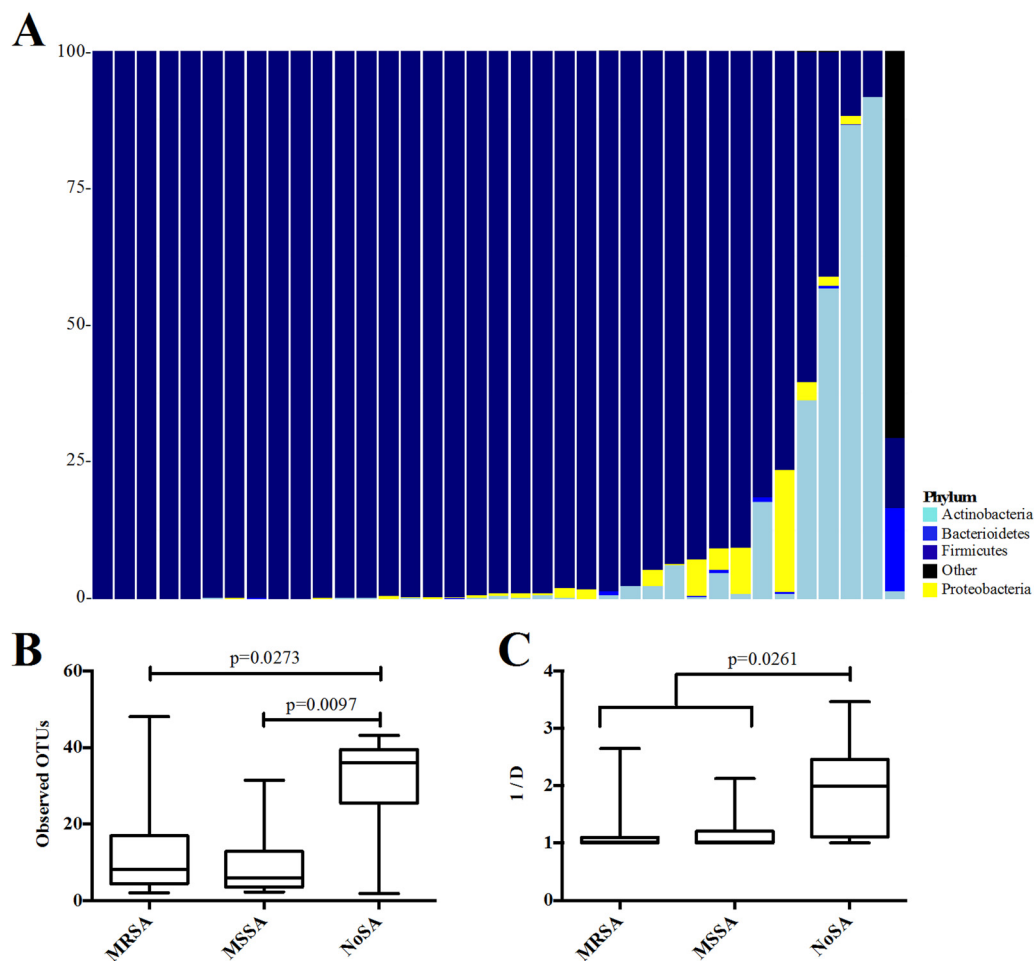 A
100-
75-
50-
25-
0-
Phylum
Actinobacteria
Bacterioidetes
Firmicutes
Other
Proteobacteria
B
Observed OTUs
60
40
20
0
p=0.0273
p=0.0097
MRSA
MSSA
NoSA
C
1 / D
4
3
2
1
0
p=0.0261
MRSA
MSSA
NoSA